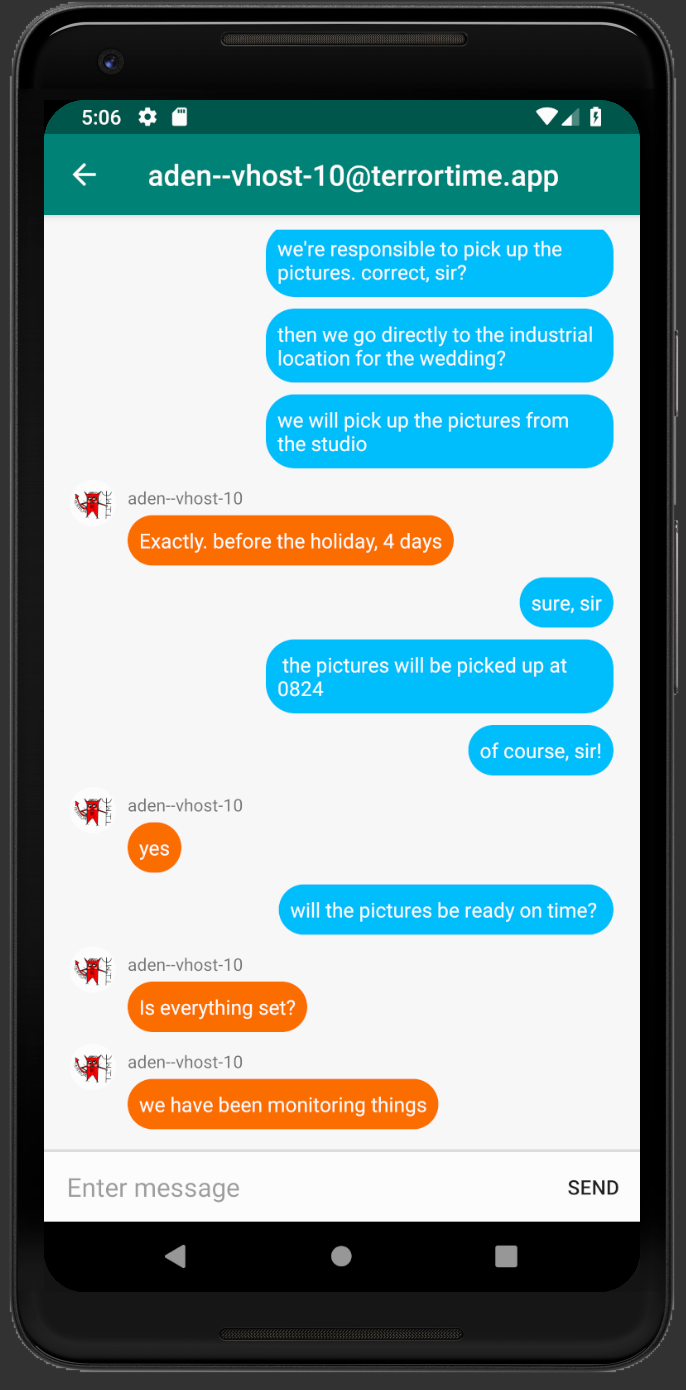 5:06
aden--vhost-10@terrortime.app
we're responsible to pick up the
pictures. correct, sir?
then we go directly to the industrial
location for the wedding?
we will pick up the pictures from
the studio
aden--vhost-10
Exactly. before the holiday, 4 days
sure, sir
the pictures will be picked up at
0824
of course, sir!
aden--vhost-10
yes
will the pictures be ready on time?
aden--vhost-10
Is everything set?
aden--vhost-10
we have been monitoring things
Enter message
SEND